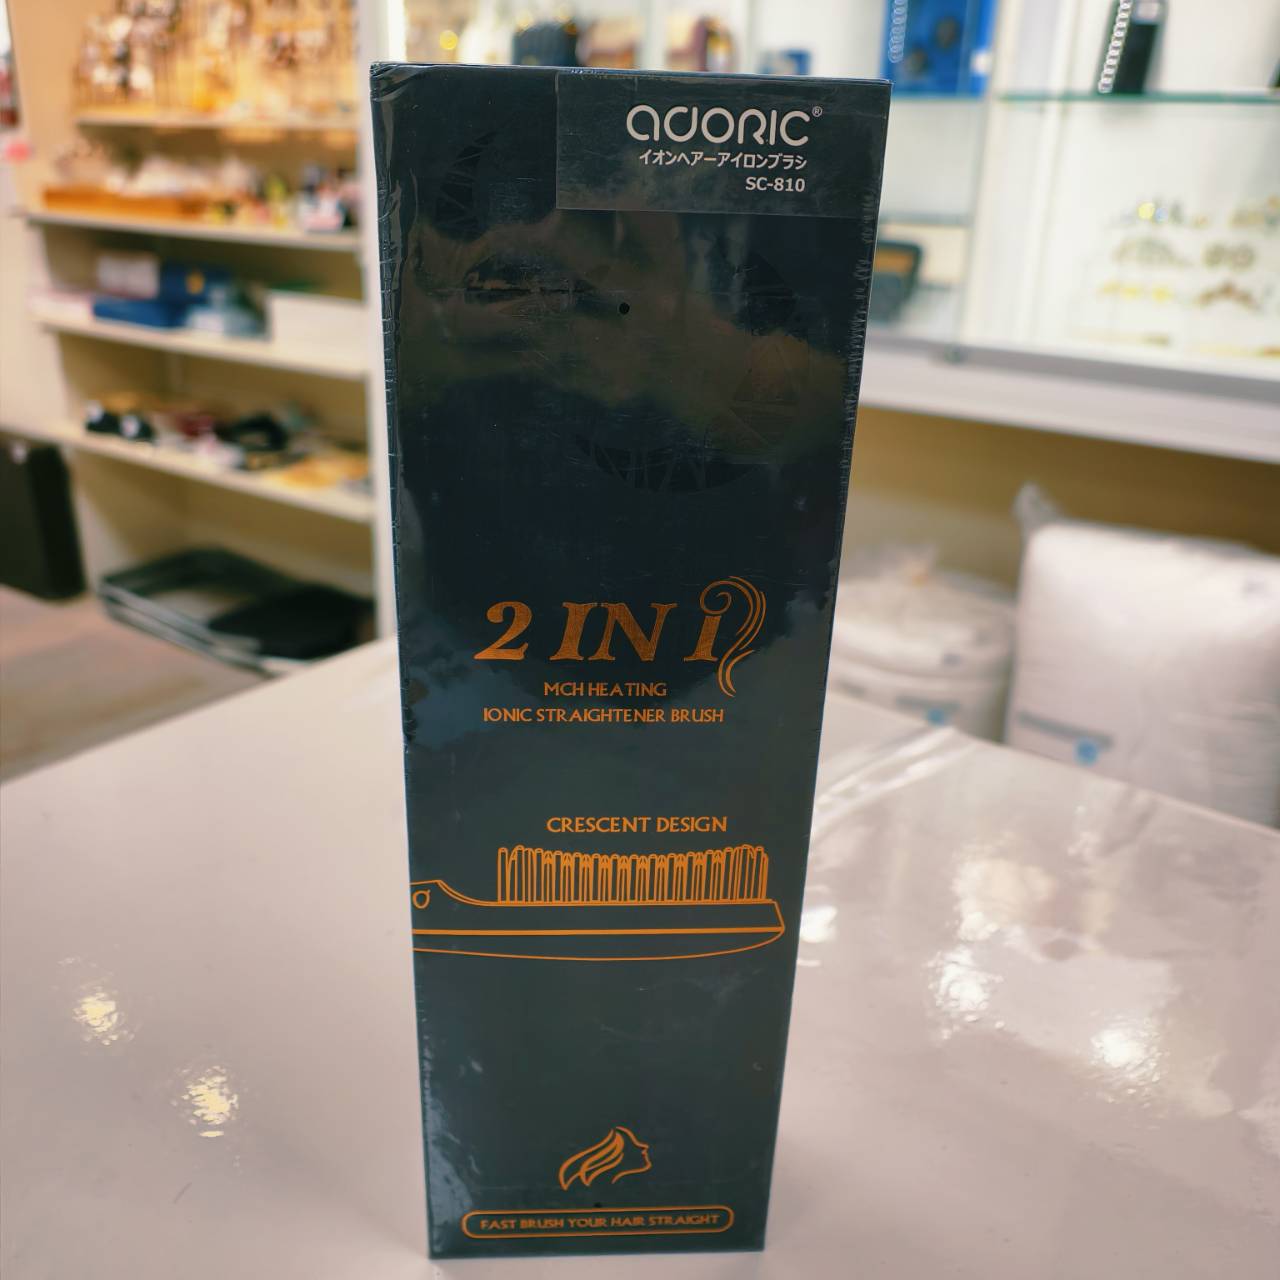 adoric®
イオンヘアーアイロンブラシ
SC-810
2 IN 1
MCH HEATING
IONIC STRAIGHTENER BRUSH
CRESCENT DESIGN
FAST BRUSH YOUR HAIR STRAIGHT